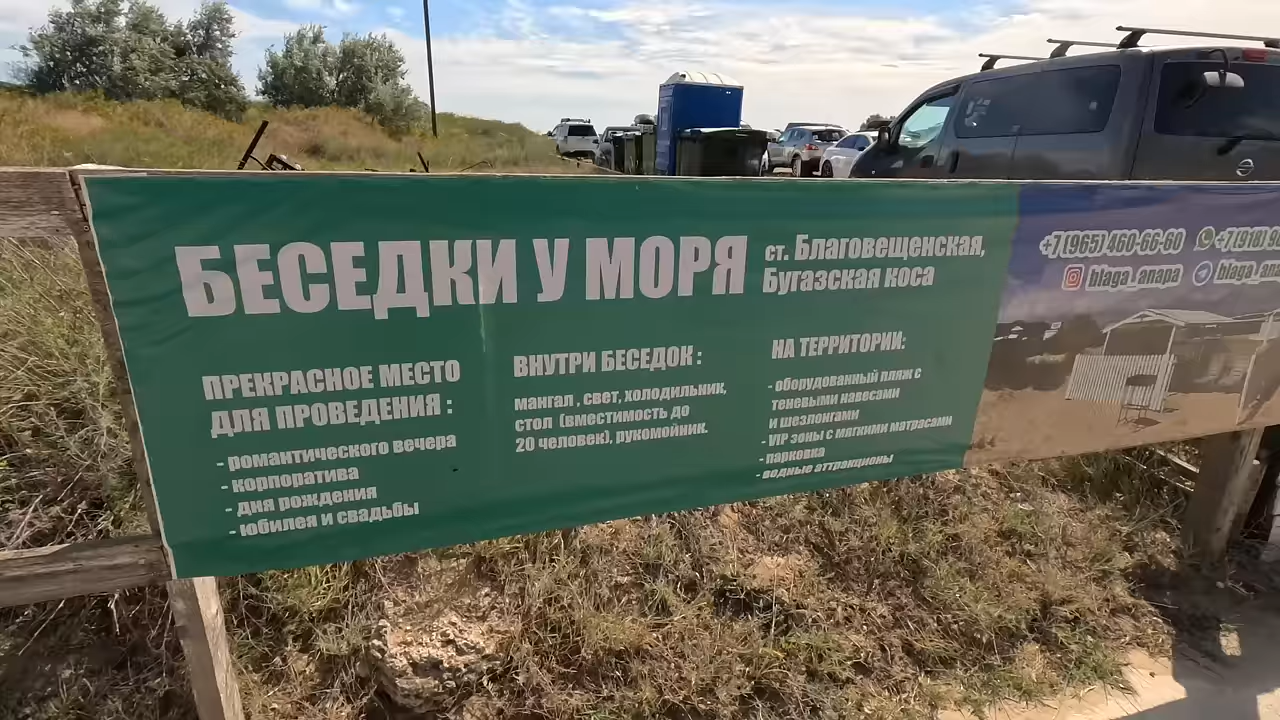 БЕСЕДКИ У МОРЯ
ст. Благовещенская,
Бугазская коса
ПРЕКРАСНОЕ МЕСТО
ДЛЯ ПРОВЕДЕНИЯ :
- романтического вечера
- корпоратива
- дня рождения
- юбилея и свадьбы
ВНУТРИ БЕСЕДОК :
мангал , свет, холодильник,
стол (вместимость до
20 человек), рукомойник.
НА ТЕРРИТОРИИ:
- оборудованный пляж с
теневыми навесами
и шезлонгами
- VIP зоны с мягкими матрасами
- парковка
- водные аттракционы
+7 (965) 460-66-60
+7 (918)
blaga_anapa